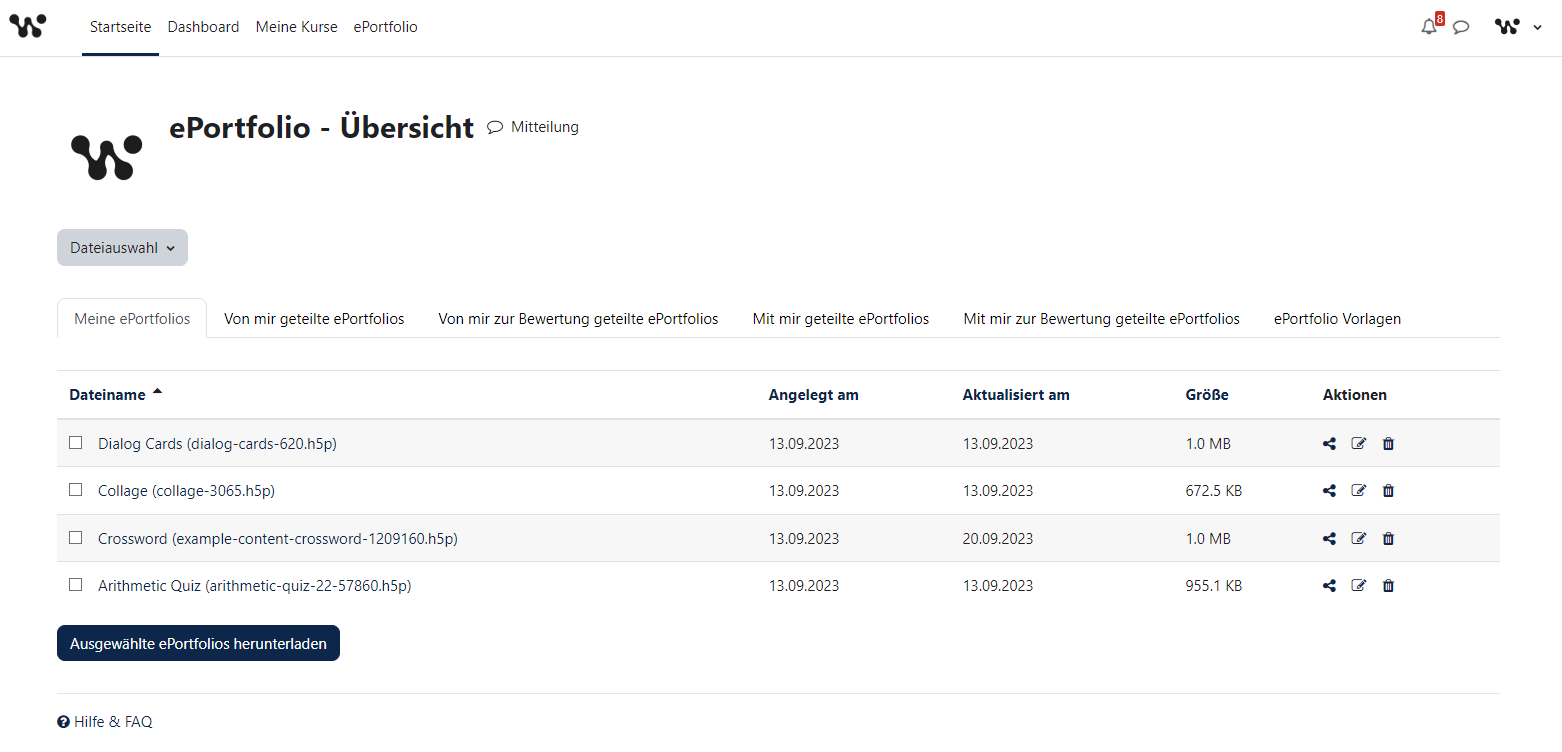 Startseite Dashboard Meine Kurse ePortfolio 8
ePortfolio - Übersicht Mitteilung
Dateiauswahl
Meine ePortfolios Von mir geteilte ePortfolios Von mir zur Bewertung geteilte ePortfolios Mit mir geteilte ePortfolios Mit mir zur Bewertung geteilte ePortfolios ePortfolio Vorlagen
Dateiname Angelegt am Aktualisiert am Größe Aktionen
Dialog Cards (dialog-cards-620.h5p) 13.09.2023 13.09.2023 1.0 MB
Collage (collage-3065.h5p) 13.09.2023 13.09.2023 672.5 KB
Crossword (example-content-crossword-1209160.h5p) 13.09.2023 20.09.2023 1.0 MB
Arithmetic Quiz (arithmetic-quiz-22-57860.h5p) 13.09.2023 13.09.2023 955.1 KB
Ausgewählte ePortfolios herunterladen
Hilfe & FAQ